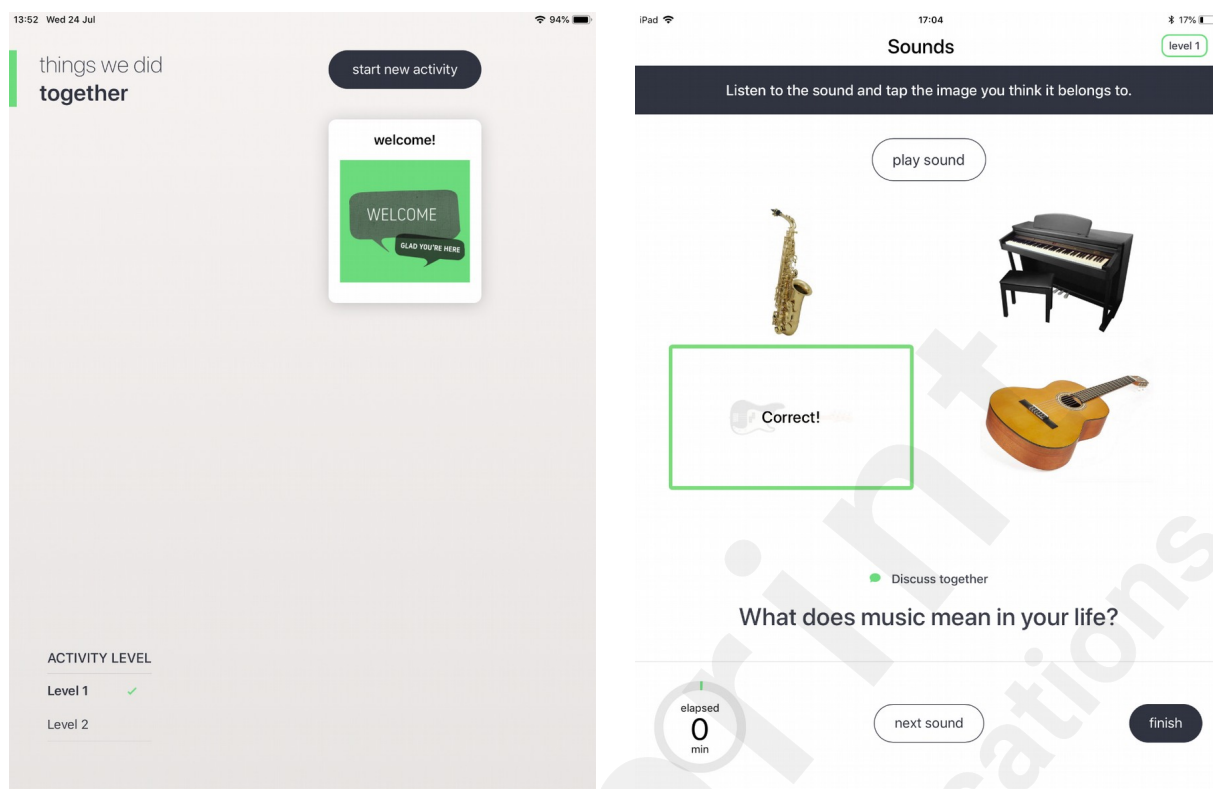 13:52 Wed 24 Jul
94%
things we did
together
start new activity
welcome!
WELCOME
GLAD YOU'RE HERE
ACTIVITY LEVEL
Level 1
Level 2
iPad
17:04
17%
Sounds
level 1
Listen to the sound and tap the image you think it belongs to.
play sound
Correct!
Discuss together
What does music mean in your life?
elapsed
0
min
next sound
finish